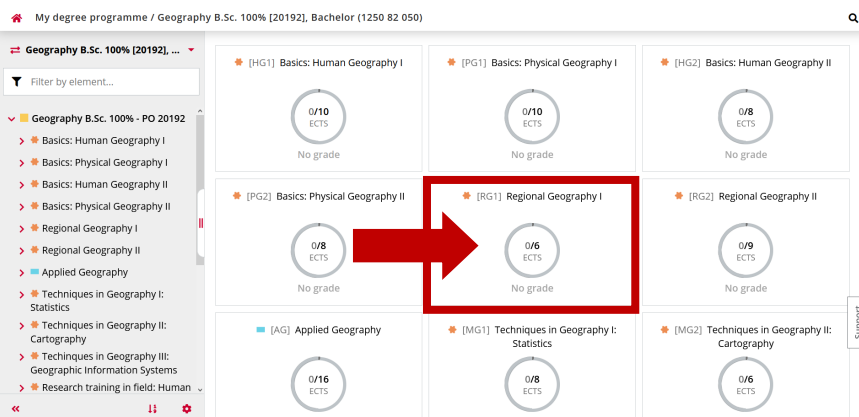 My degree programme / Geography B.Sc. 100% [20192], Bachelor (1250 82 050)
Geography B.Sc. 100% [20192], ...
Filter by element...
Geography B.Sc. 100% - PO 20192
Basics: Human Geography I
Basics: Physical Geography I
Basics: Human Geography II
Basics: Physical Geography II
Regional Geography I
Regional Geography II
Applied Geography
Techniques in Geography I:
Statistics
Techniques in Geography II:
Cartography
Techinques in Geography III:
Geographic Information Systems
Research training in field: Human
[HG1] Basics: Human Geography I
0/10
ECTS
No grade
[PG1] Basics: Physical Geography I
0/10
ECTS
No grade
[HG2] Basics: Human Geography II
0/8
ECTS
No grade
[PG2] Basics: Physical Geography II
0/8
ECTS
No grade
[RG1] Regional Geography I
0/6
ECTS
No grade
[RG2] Regional Geography II
0/9
ECTS
No grade
[AG] Applied Geography
0/16
ECTS
[MG1] Techniques in Geography I:
Statistics
0/8
ECTS
[MG2] Techniques in Geography II:
Cartography
0/6
ECTS
Support